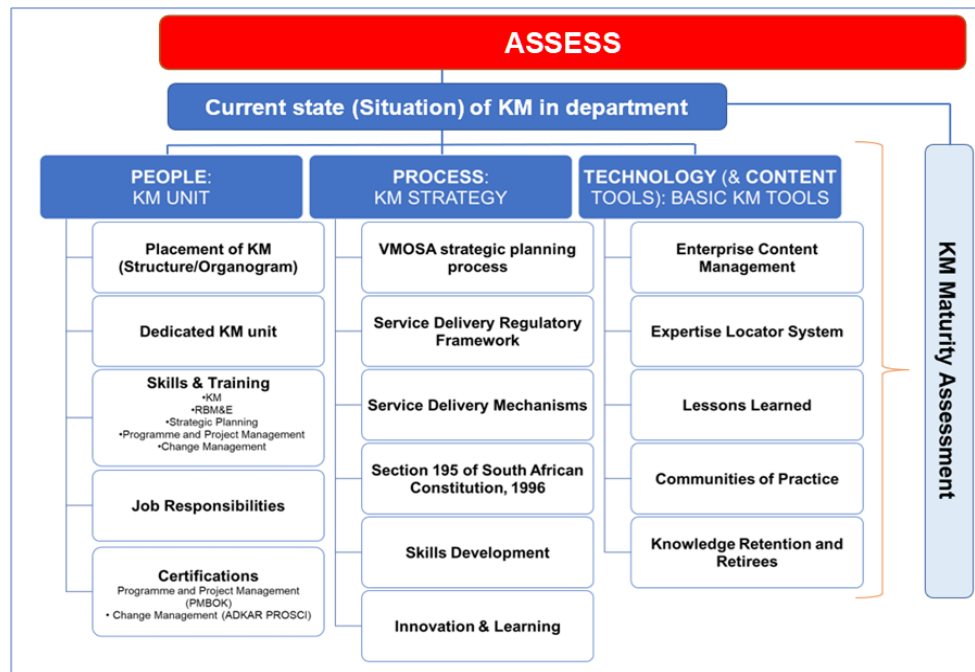 ASSESS
Current state (Situation) of KM in department
PEOPLE:
KM UNIT
Placement of KM
(Structure/Organogram)
Dedicated KM unit
Skills & Training
•KM
•RBM&E
•Strategic Planning
•Programme and Project Management
•Change Management
Job Responsibilities
Certifications
Programme and Project Management
(PMBOK)
• Change Management (ADKAR PROSCI)
PROCESS:
KM STRATEGY
VMOSA strategic planning
process
Service Delivery Regulatory
Framework
Service Delivery Mechanisms
Section 195 of South African
Constitution, 1996
Skills Development
Innovation & Learning
TECHNOLOGY (& CONTENT
TOOLS): BASIC KM TOOLS
Enterprise Content
Management
Expertise Locator System
Lessons Learned
Communities of Practice
Knowledge Retention and
Retirees
KM Maturity Assessment